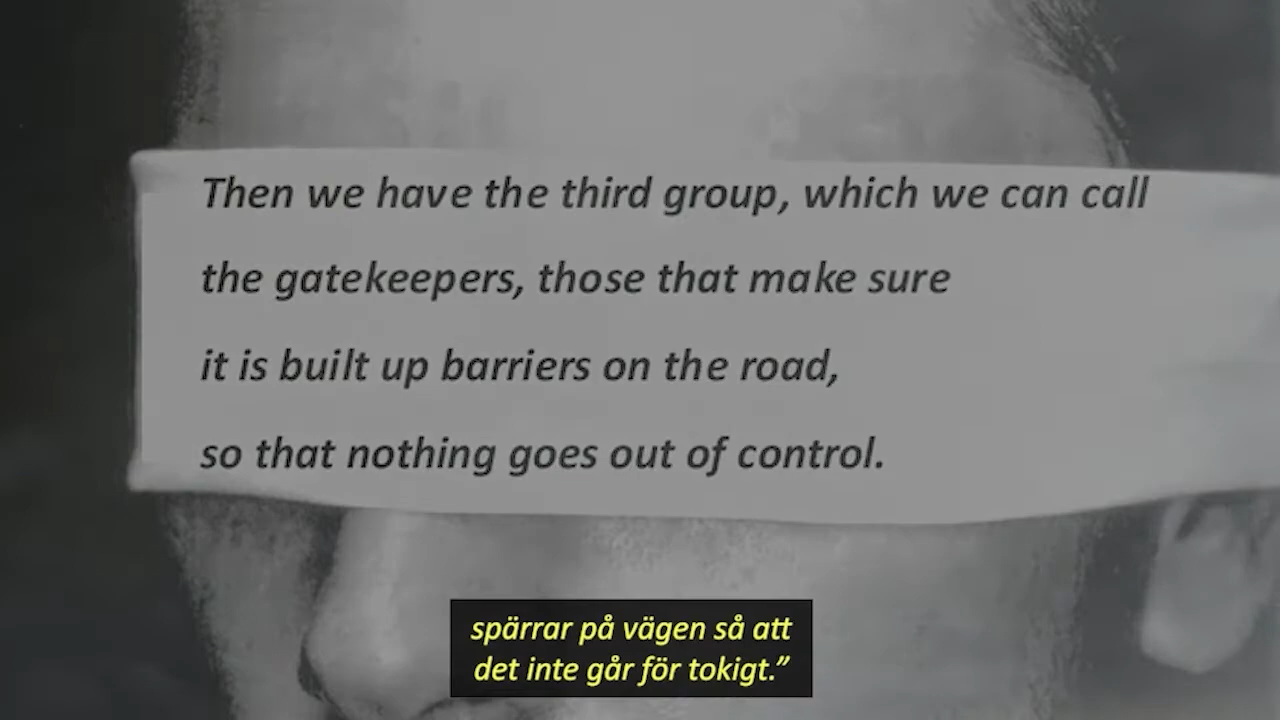 Then we have the third group, which we can call
the gatekeepers, those that make sure
it is built up barriers on the road,
so that nothing goes out of control.
spärrar på vägen så att
det inte går för tokigt.”